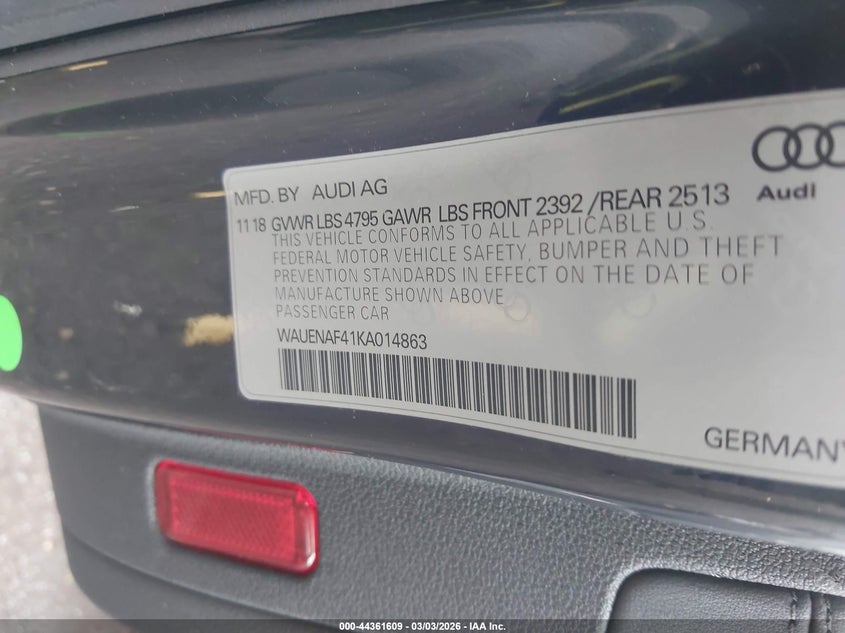 MFD. BY AUDI AG
Audi
11 18 GVWR LBS 4795 GAWR LBS FRONT 2392 /REAR 2513
THIS VEHICLE CONFORMS TO ALL APPLICABLE U.S.
FEDERAL MOTOR VEHICLE SAFETY, BUMPER AND THEFT
PREVENTION STANDARDS IN EFFECT ON THE DATE OF
MANUFACTURE SHOWN ABOVE
PASSENGER CAR
WAUENAF41KA014863
GERMANY
000-44361609 - 03/03/2026 - IAA Inc.